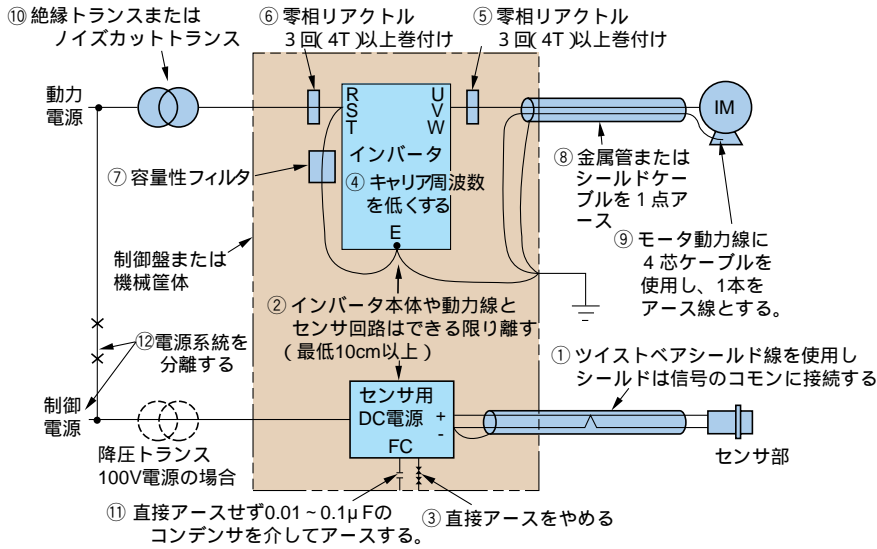 ⑩ 絶縁トランスまたは
ノイズカットトランス
⑥ 零相リアクトル
3回(4T)以上巻付け
⑤ 零相リアクトル
3回(4T)以上巻付け
動力
電源
R
S
T
U
V
W
インバータ
④ キャリア周波数
を低くする
E
IM
⑦ 容量性フィルタ
⑧ 金属管または
シールドケー
ブルを1点ア
ース
⑨ モータ動力線に
4芯ケーブルを
使用し、1本を
アース線とする。
制御盤または
機械筐体
② インバータ本体や動力線と
センサ回路はできる限り離す
(最低10cm以上)
⑫電源系統を
分離する
① ツイストペアシールド線を使用し
シールドは信号のコモンに接続する
制御
電源
センサ用
DC電源
+
-
FC
センサ部
降圧トランス
100V電源の場合
⑪ 直接アースせず0.01~0.1μFの
コンデンサを介してアースする。
③ 直接アースをやめる